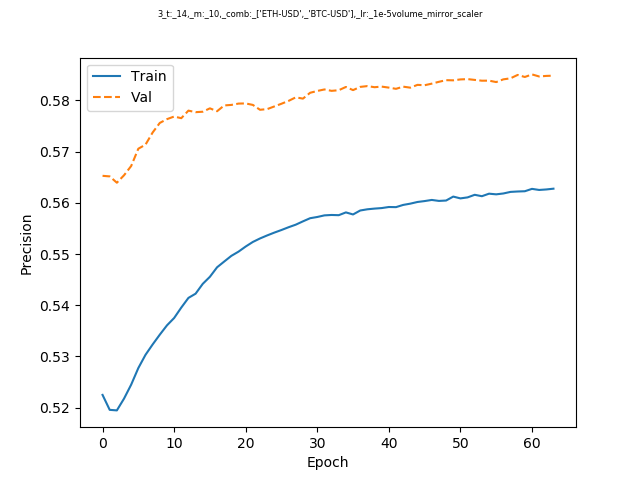 3_t:_14,_m:_10,_comb:_['ETH-USD',_'BTC-USD'],_lr:_1e-5volume_mirror_scaler
Train
Val
0.58
0.57
0.56
0.55
0.54
0.53
0.52
Precision
0 10 20 30 40 50 60
Epoch